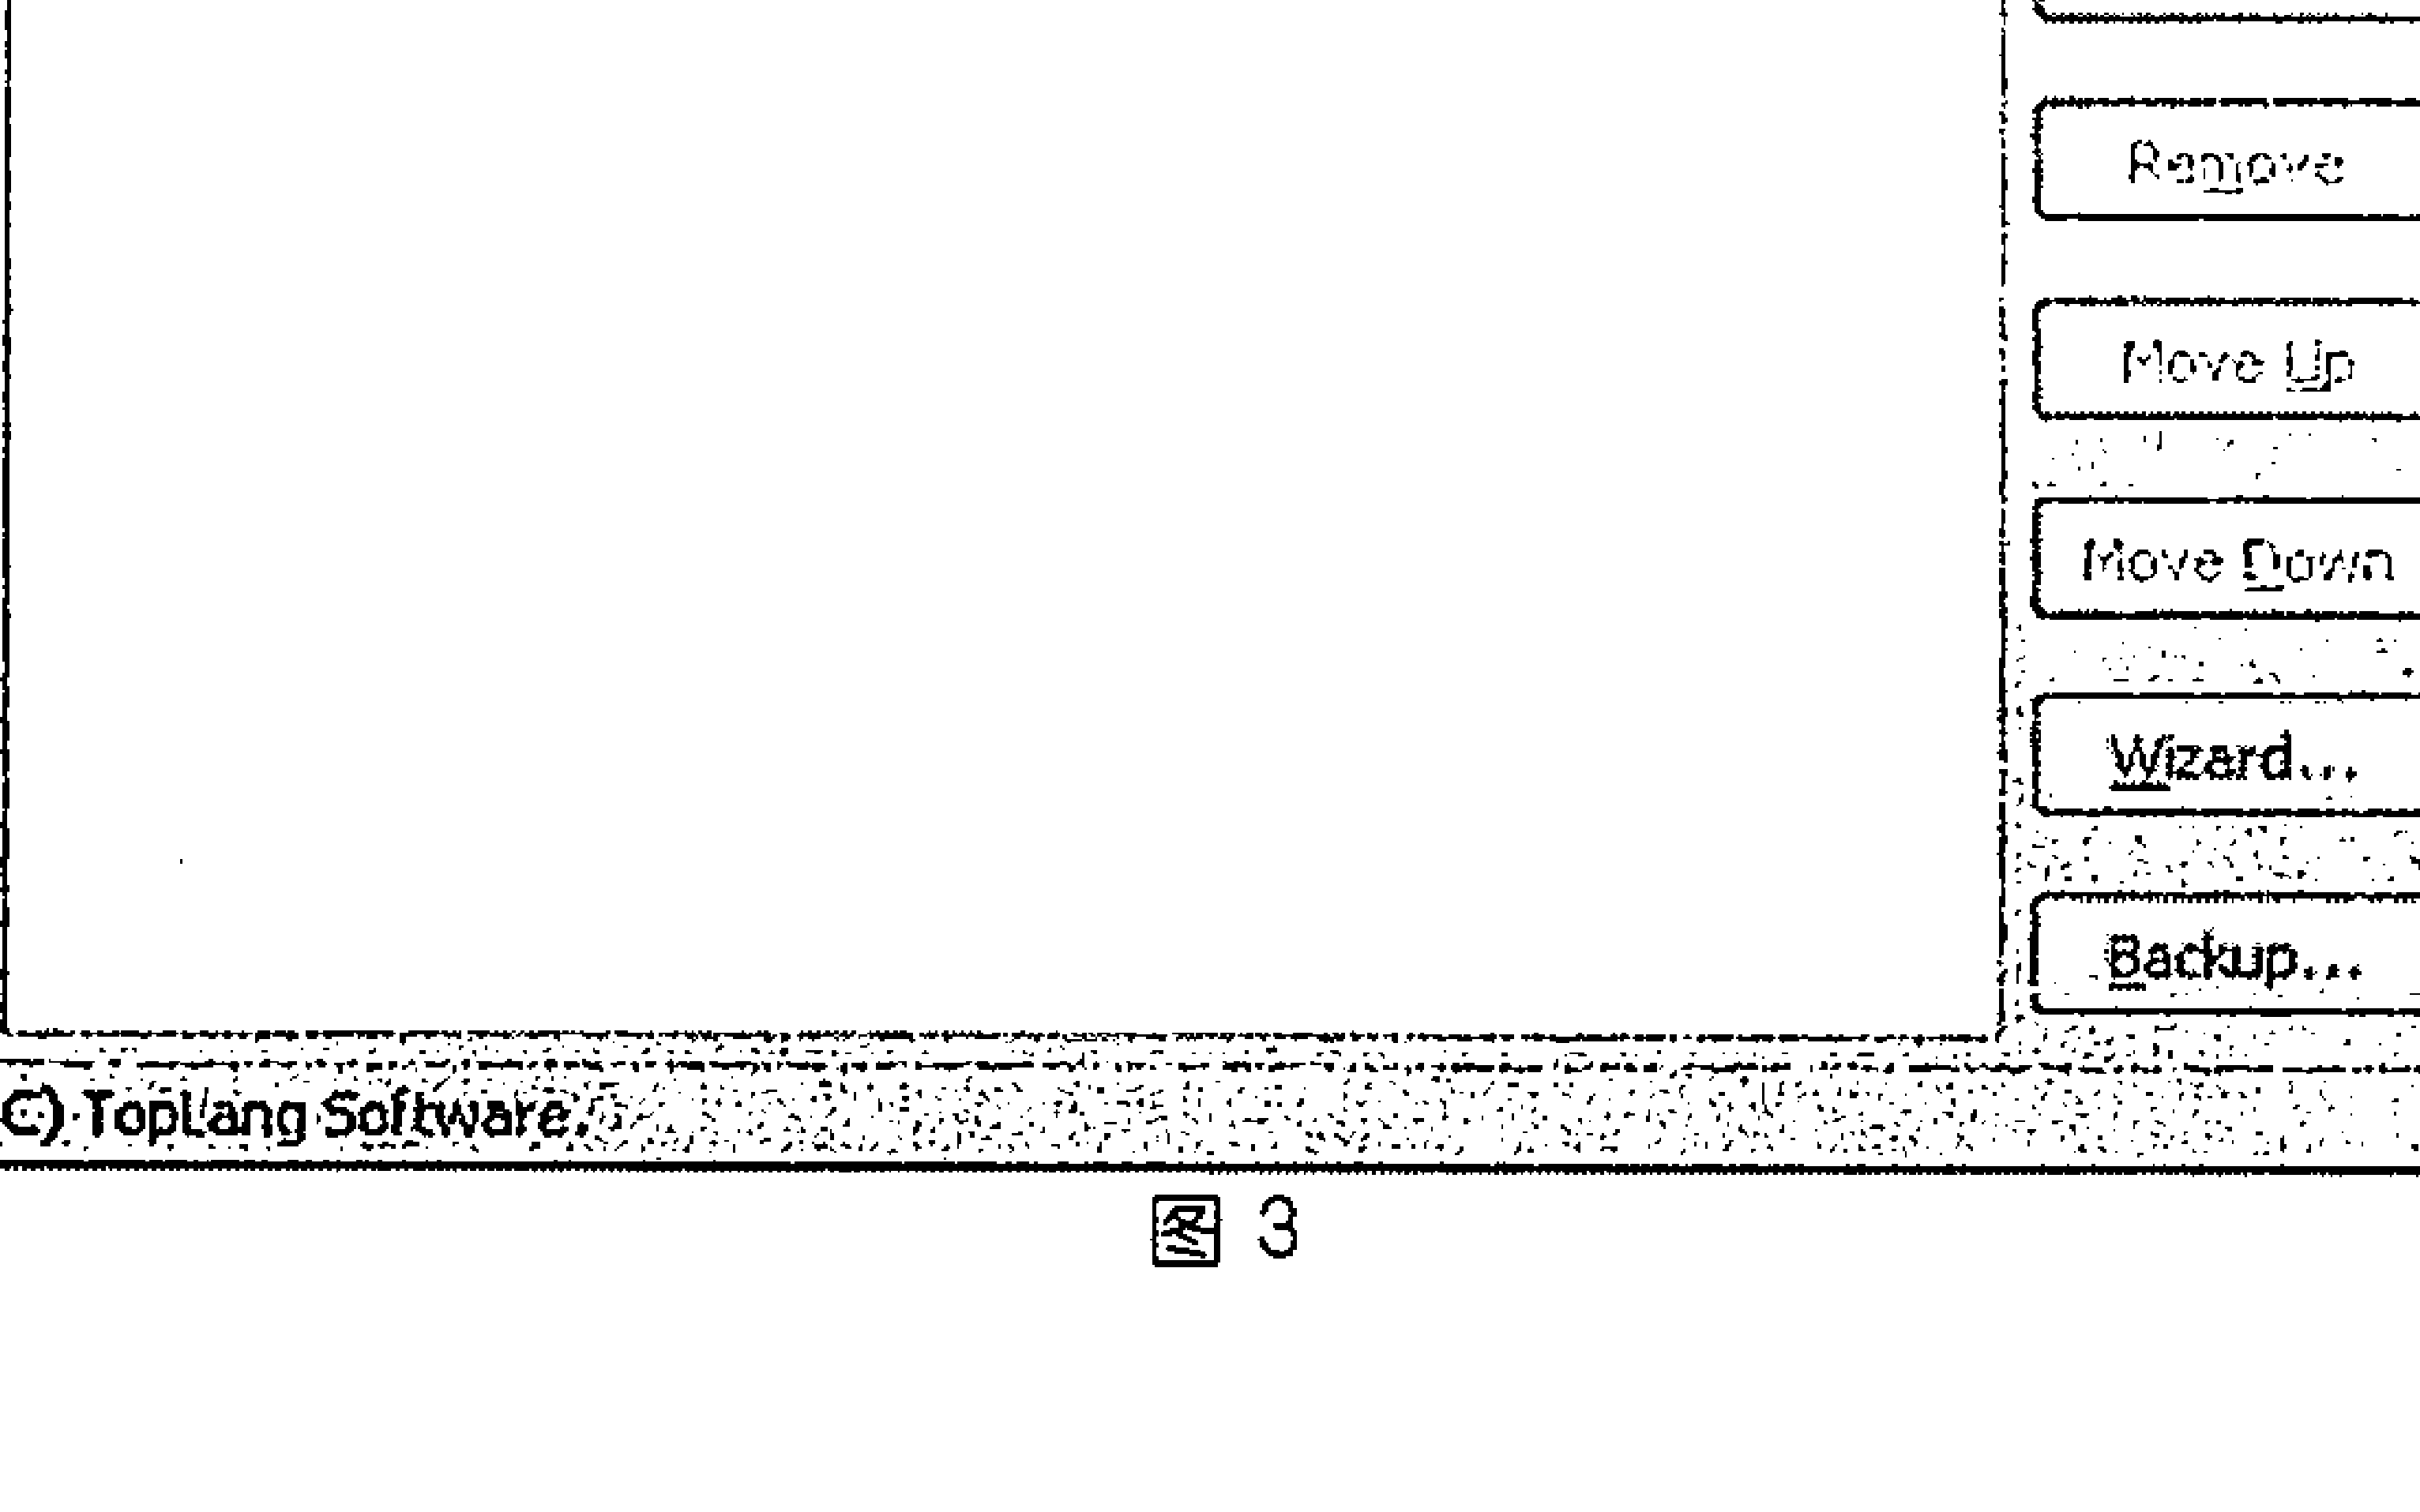 Remove
Move Up
Move Down
Wizard...
Backup...
C) TopLang Software.
图 3